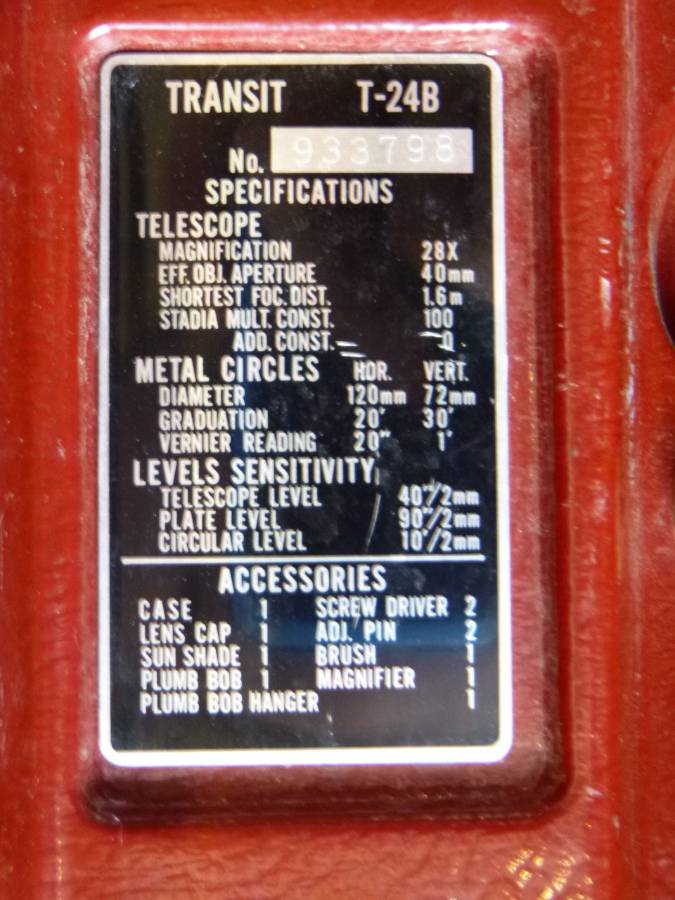 TRANSIT T-24B
No. 933798
SPECIFICATIONS
TELESCOPE
MAGNIFICATION 28X
EFF. OBJ. APERTURE 40mm
SHORTEST FOC. DIST. 1.6m
STADIA MULT. CONST. 100
ADD. CONST. 0
METAL CIRCLES HOR. VERT.
DIAMETER 120mm 72mm
GRADUATION 20' 30'
VERNIER READING 20" 1'
LEVELS SENSITIVITY
TELESCOPE LEVEL 40"/2mm
PLATE LEVEL 90"/2mm
CIRCULAR LEVEL 10'/2mm
ACCESSORIES
CASE 1 SCREW DRIVER 2
LENS CAP 1 ADJ. PIN 2
SUN SHADE 1 BRUSH 1
PLUMB BOB 1 MAGNIFIER 1
PLUMB BOB HANGER 1